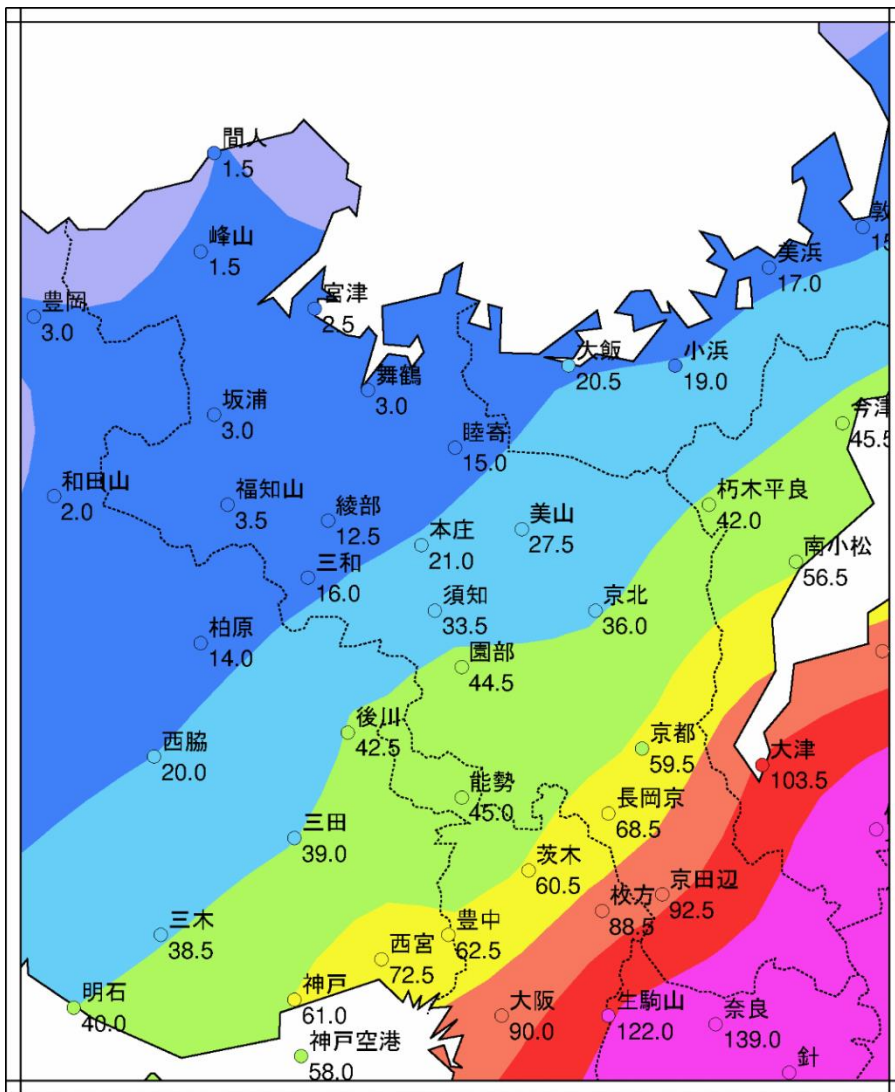 間人
1.5
峰山
1.5
敦
15
美浜
17.0
豊岡
3.0
宮津
2.5
大飯
20.5
小浜
19.0
舞鶴
3.0
坂浦
3.0
今津
45.5
睦寄
15.0
和田山
2.0
福知山
3.5
綾部
12.5
美山
27.5
朽木平良
42.0
本庄
21.0
南小松
56.5
三和
16.0
須知
33.5
京北
36.0
柏原
14.0
園部
44.5
後川
42.5
京都
59.5
西脇
20.0
大津
103.5
能勢
45.0
長岡京
68.5
三田
39.0
茨木
60.5
京田辺
92.5
枚方
88.5
三木
38.5
豊中
62.5
西宮
72.5
明石
40.0
神戸
61.0
大阪
90.0
生駒山
122.0
奈良
139.0
神戸空港
58.0
針